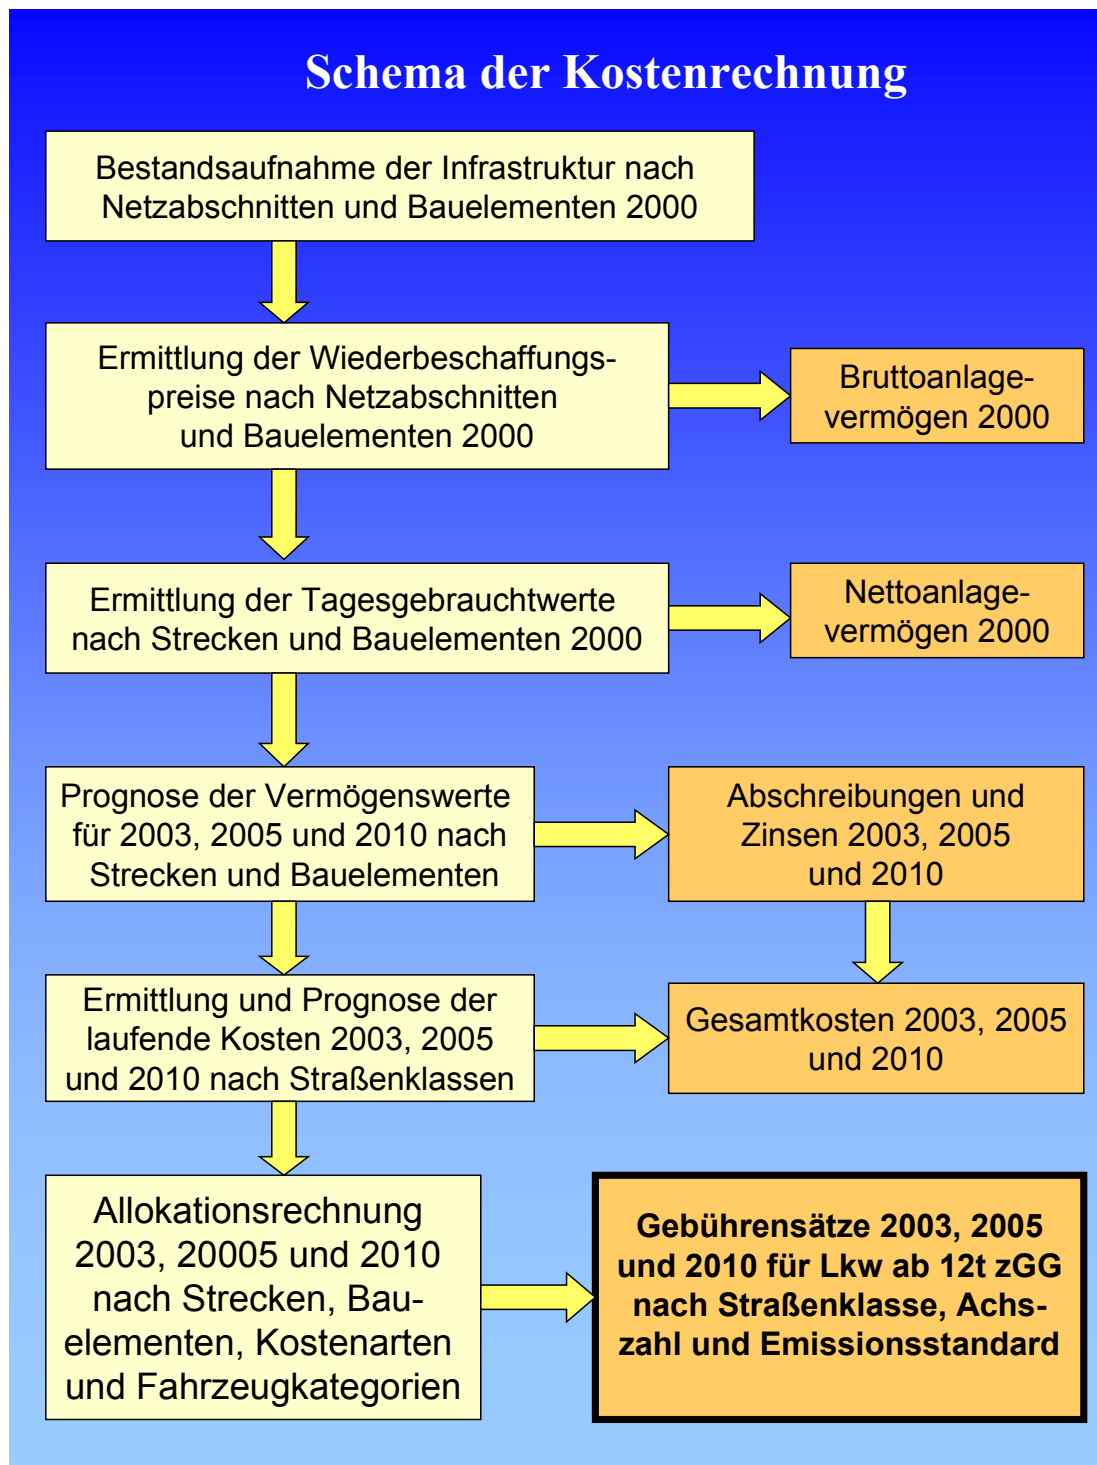 Schema der Kostenrechnung
Bestandsaufnahme der Infrastruktur nach
Netzabschnitten und Bauelementen 2000
Ermittlung der Wiederbeschaffungs-
preise nach Netzabschnitten
und Bauelementen 2000
Bruttoanlage-
vermögen 2000
Ermittlung der Tagesgebrauchtwerte
nach Strecken und Bauelementen 2000
Nettoanlage-
vermögen 2000
Prognose der Vermögenswerte
für 2003, 2005 und 2010 nach
Strecken und Bauelementen
Abschreibungen und
Zinsen 2003, 2005
und 2010
Ermittlung und Prognose der
laufende Kosten 2003, 2005
und 2010 nach Straßenklassen
Gesamtkosten 2003, 2005
und 2010
Allokationsrechnung
2003, 20005 und 2010
nach Strecken, Bau-
elementen, Kostenarten
und Fahrzeugkategorien
Gebührensätze 2003, 2005
und 2010 für Lkw ab 12t zGG
nach Straßenklasse, Achs-
zahl und Emissionsstandard